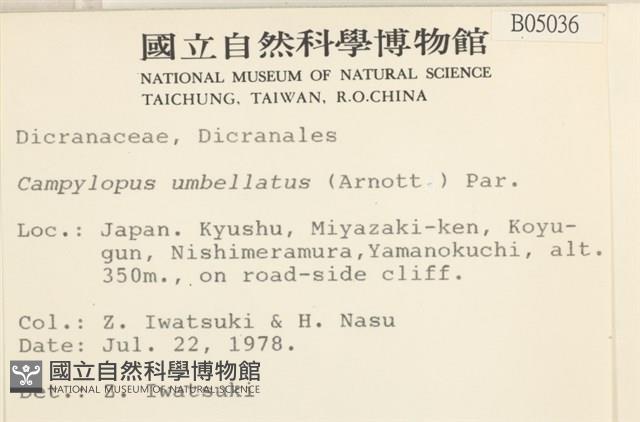 B05036
國立自然科學博物館
NATIONAL MUSEUM OF NATURAL SCIENCE
TAICHUNG, TAIWAN, R.O.CHINA
Dicranaceae, Dicranales
Campylopus umbellatus (Arnott.) Par.
Loc.: Japan. Kyushu, Miyazaki-ken, Koyu-
gun, Nishimeramura,Yamanokuchi, alt.
350m., on road-side cliff.
Col.: Z. Iwatsuki & H. Nasu
Date: Jul. 22, 1978.
國立自然科學博物館
NATIONAL MUSEUM OF NATURAL SCIENCE
Det.: Z. Iwatsuki